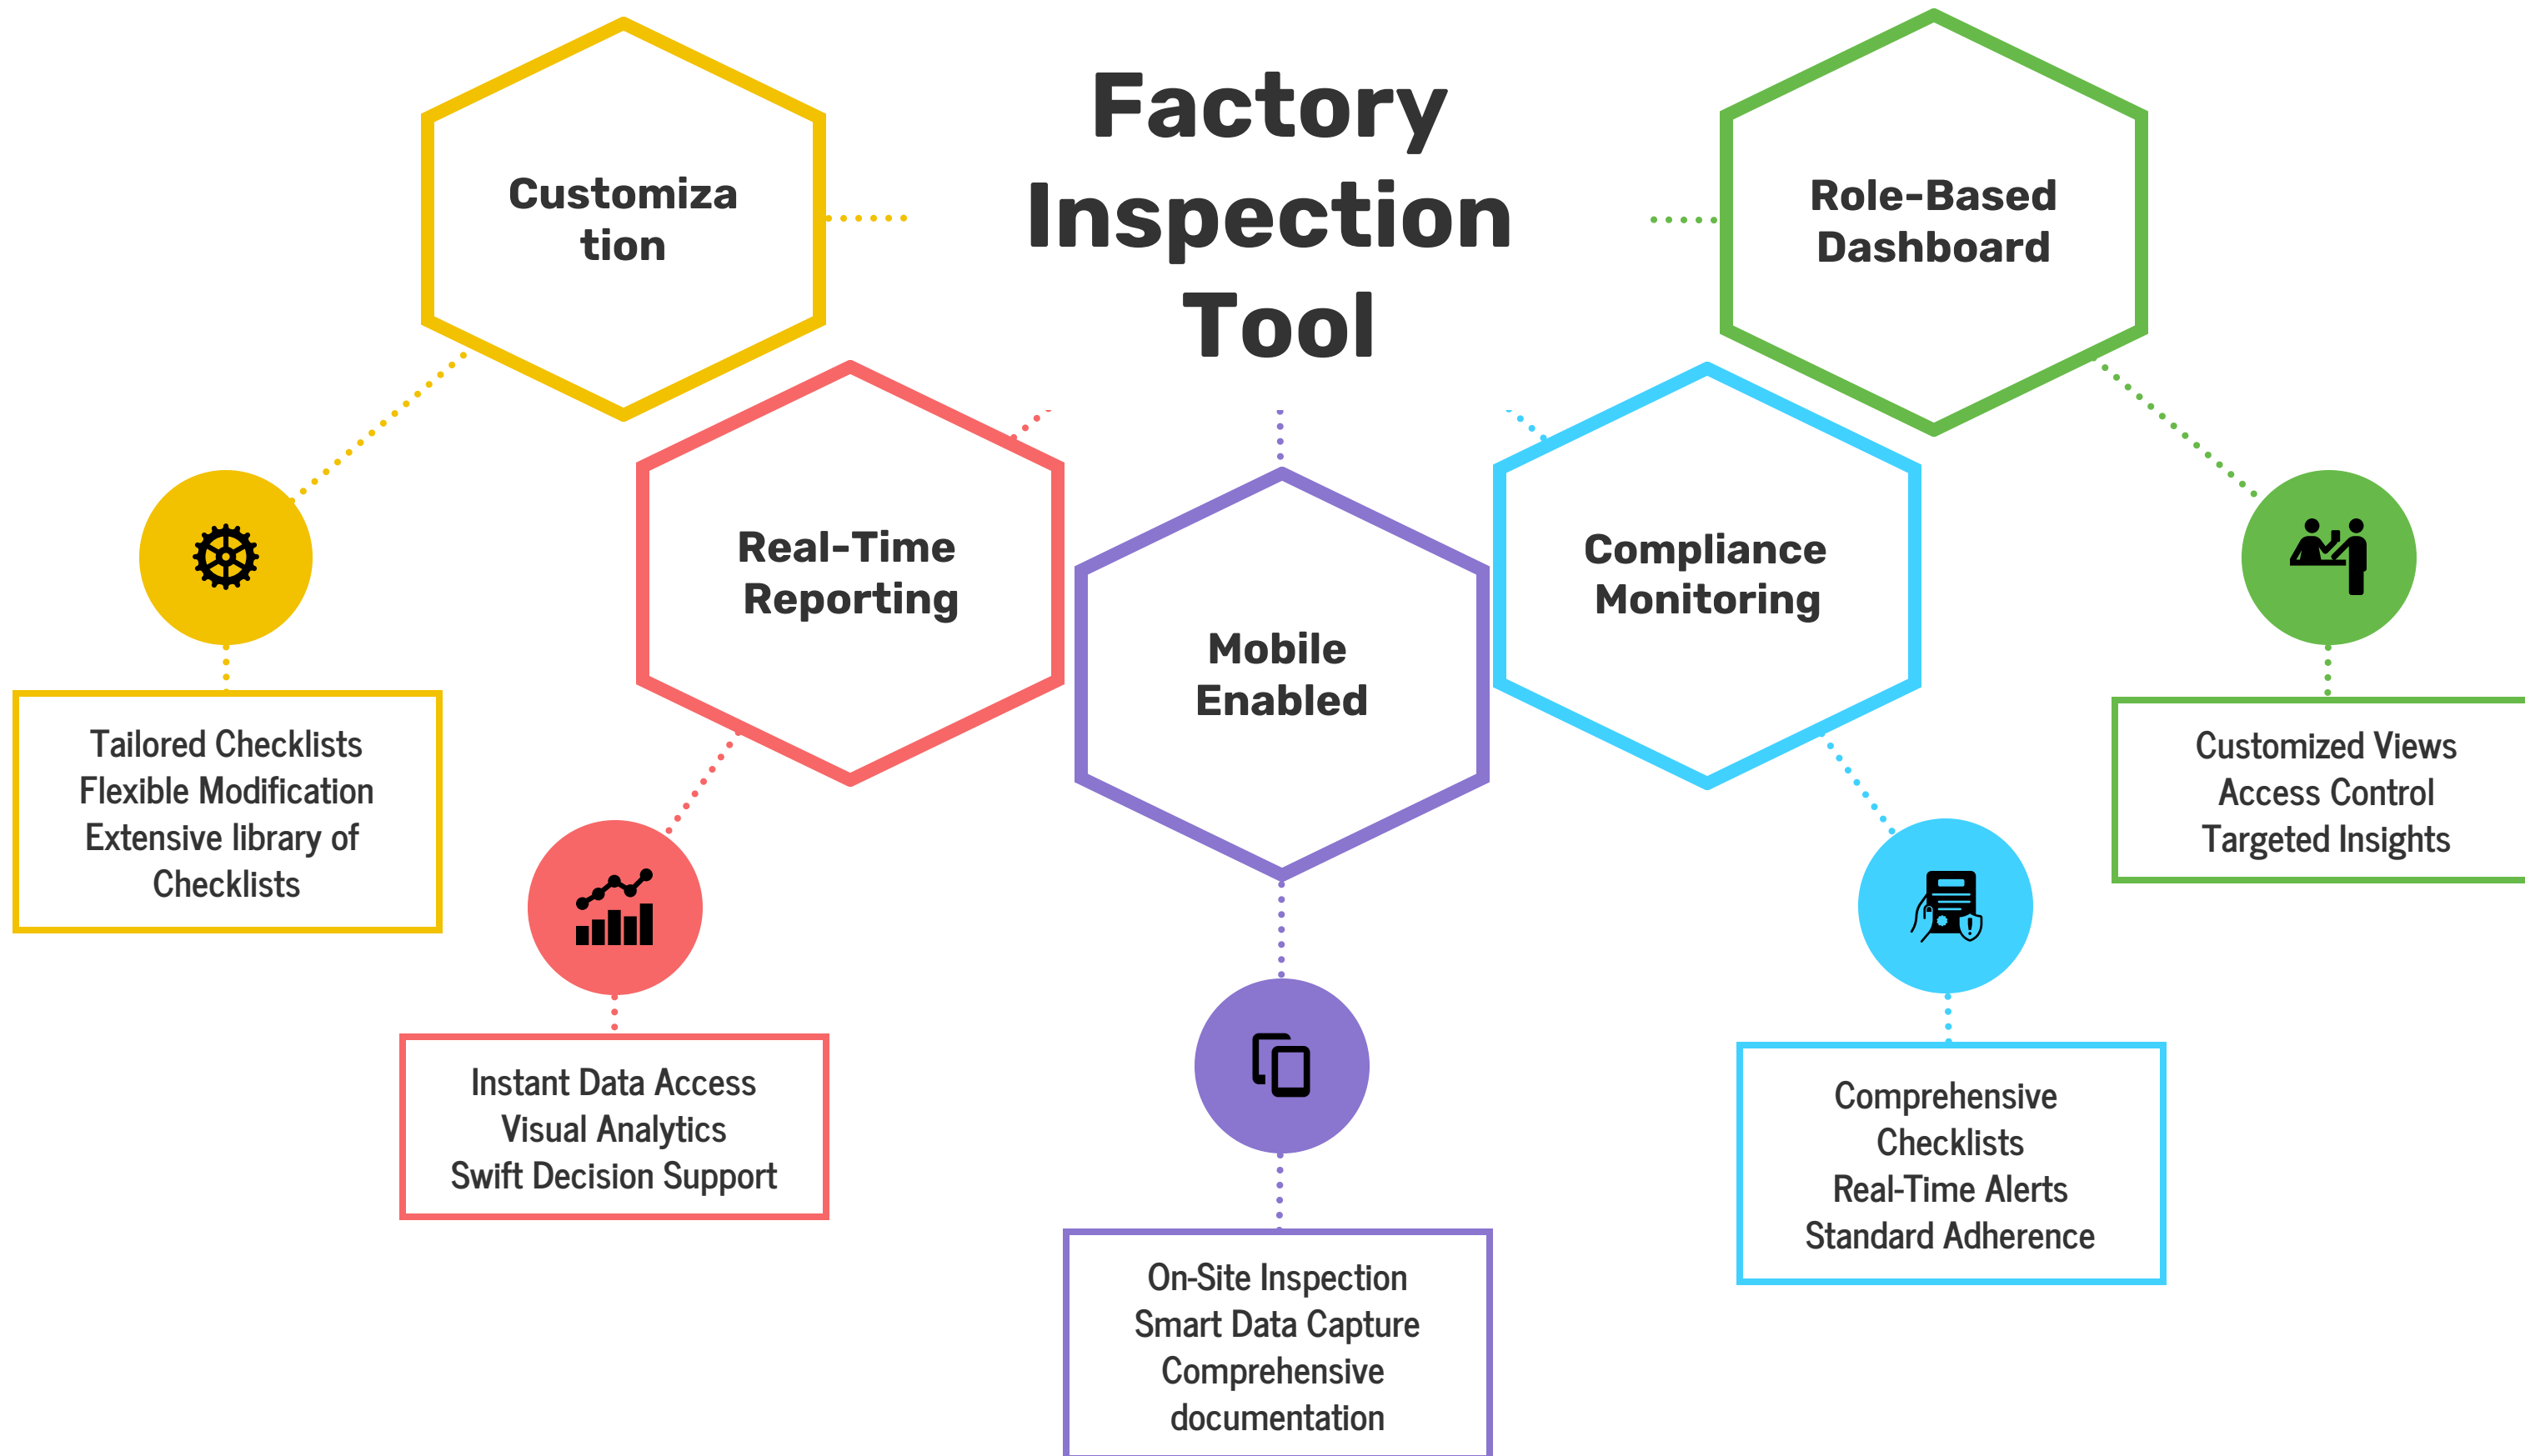 Factory
Inspection
Tool
Customiza
tion
Tailored Checklists
Flexible Modification
Extensive library of
Checklists
Real-Time
Reporting
Instant Data Access
Visual Analytics
Swift Decision Support
Mobile
Enabled
On-Site Inspection
Smart Data Capture
Comprehensive
documentation
Compliance
Monitoring
Comprehensive
Checklists
Real-Time Alerts
Standard Adherence
Role-Based
Dashboard
Customized Views
Access Control
Targeted Insights